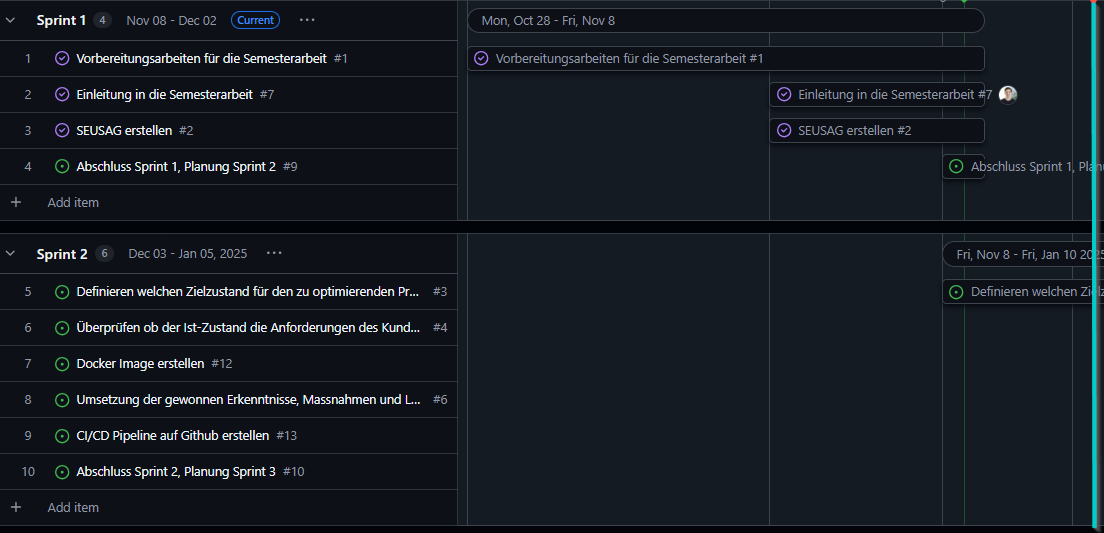 Sprint 1 4 Nov 08 - Dec 02 Current ...
Mon, Oct 28 - Fri, Nov 8
1 Vorbereitungsarbeiten für die Semesterarbeit #1
Vorbereitungsarbeiten für die Semesterarbeit #1
2 Einleitung in die Semesterarbeit #7
Einleitung in die Semesterarbeit #7
3 SEUSAG erstellen #2
SEUSAG erstellen #2
4 Abschluss Sprint 1, Planung Sprint 2 #9
Abschluss Sprint 1,
+ Add item
Sprint 2 6 Dec 03 - Jan 05, 2025 ...
Fri, Nov 8 - Fri, Jan 10 2025
5 Definieren welchen Zielzustand für den zu optimierenden Pr... #3
Definieren welchen
6 Überprüfen ob der Ist-Zustand die Anforderungen des Kund... #4
7 Docker Image erstellen #12
8 Umsetzung der gewonnen Erkenntnisse, Massnahmen und L... #6
9 CI/CD Pipeline auf Github erstellen #13
10 Abschluss Sprint 2, Planung Sprint 3 #10
+ Add item